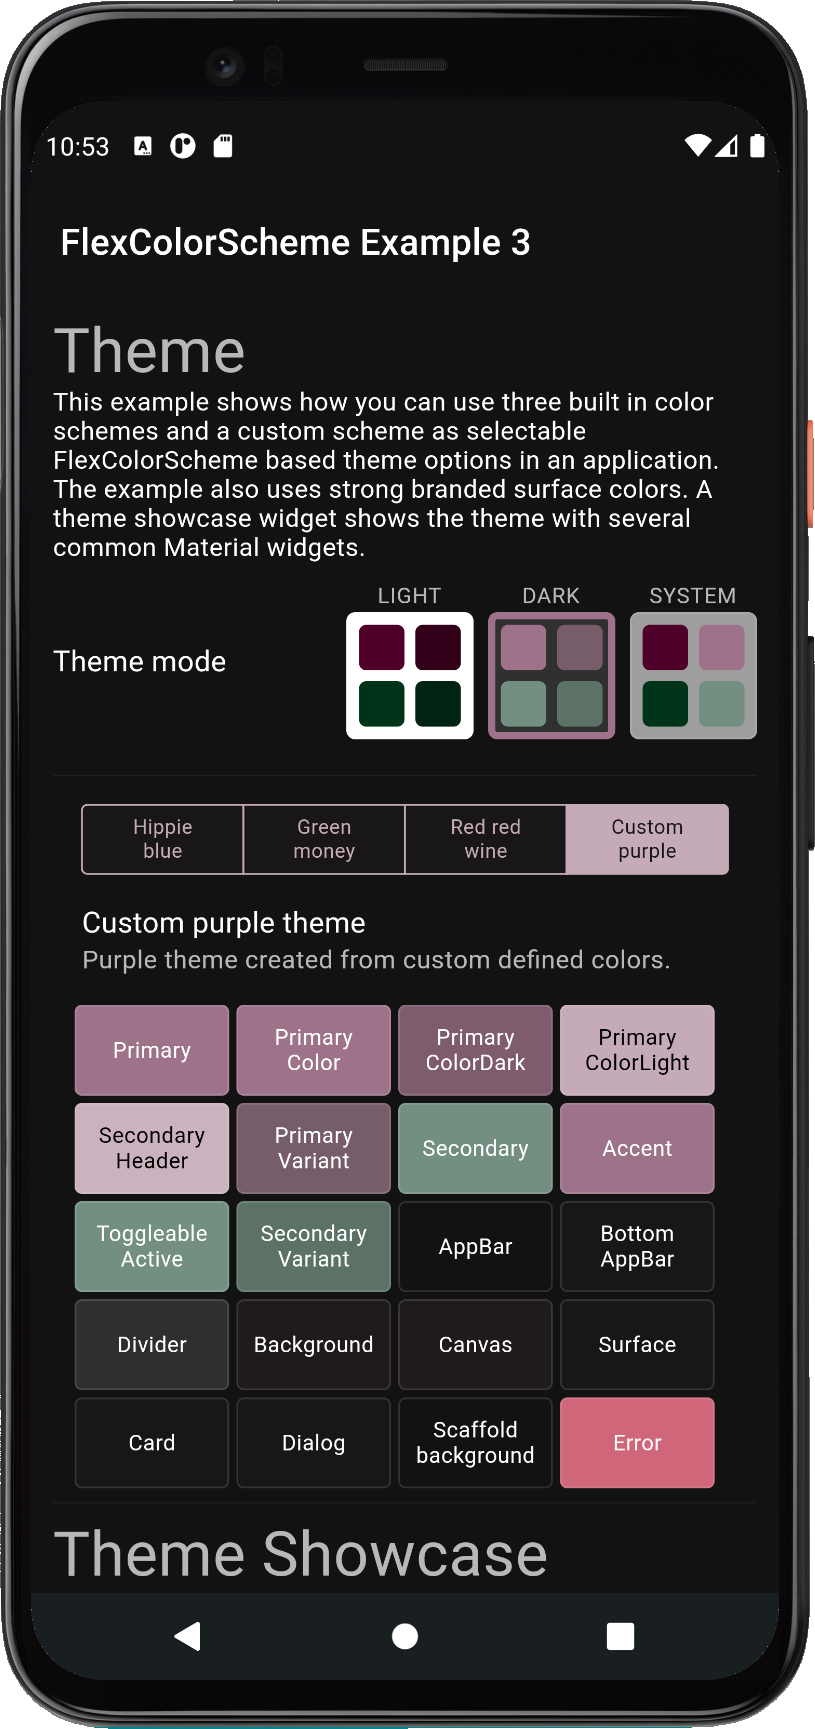 10:53
FlexColorScheme Example 3
Theme
This example shows how you can use three built in color
schemes and a custom scheme as selectable
FlexColorScheme based theme options in an application.
The example also uses strong branded surface colors. A
theme showcase widget shows the theme with several
common Material widgets.
LIGHT DARK SYSTEM
Theme mode
Hippie
blue
Green
money
Red red
wine
Custom
purple
Custom purple theme
Purple theme created from custom defined colors.
Primary
Primary
Color
Primary
ColorDark
Primary
ColorLight
Secondary
Header
Primary
Variant
Secondary
Accent
Toggleable
Active
Secondary
Variant
AppBar
Bottom
AppBar
Divider
Background
Canvas
Surface
Card
Dialog
Scaffold
background
Error
Theme Showcase